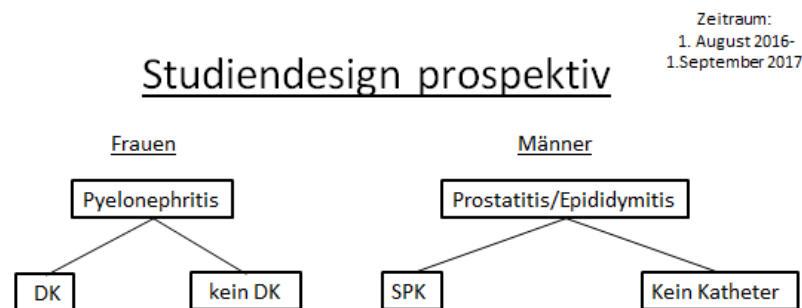 Zeitraum:
1. August 2016-
1.September 2017
Studiendesign prospektiv
Frauen
Männer
Pyelonephritis
Prostatitis/Epididymitis
DK
kein DK
SPK
Kein Katheter